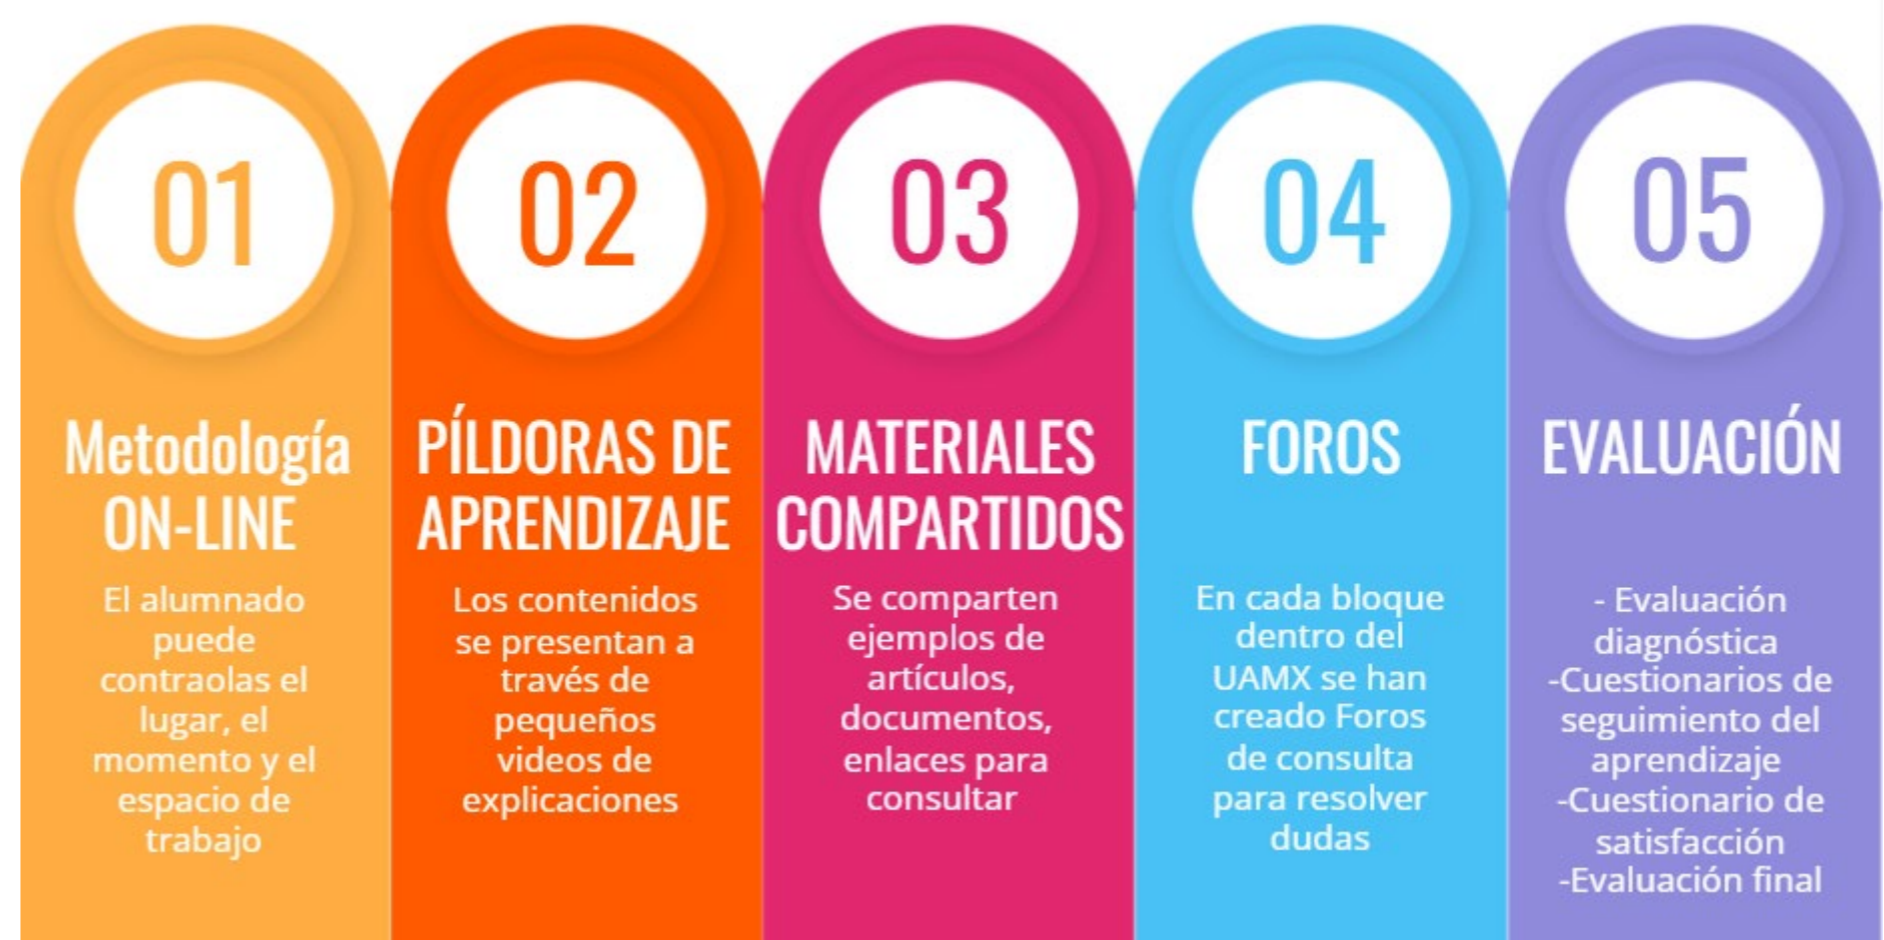 01
Metodología
ON-LINE
El alumnado
puede
contraolas el
lugar, el
momento y el
espacio de
trabajo
02
PÍLDORAS DE
APRENDIZAJE
Los contenidos
se presentan a
través de
pequeños
videos de
explicaciones
03
MATERIALES
COMPARTIDOS
Se comparten
ejemplos de
artículos,
documentos,
enlaces para
consultar
04
FOROS
En cada bloque
dentro del
UAMX se han
creado Foros
de consulta
para resolver
dudas
05
EVALUACIÓN
- Evaluación
diagnóstica
-Cuestionarios de
seguimiento del
aprendizaje
-Cuestionario de
satisfacción
-Evaluación final